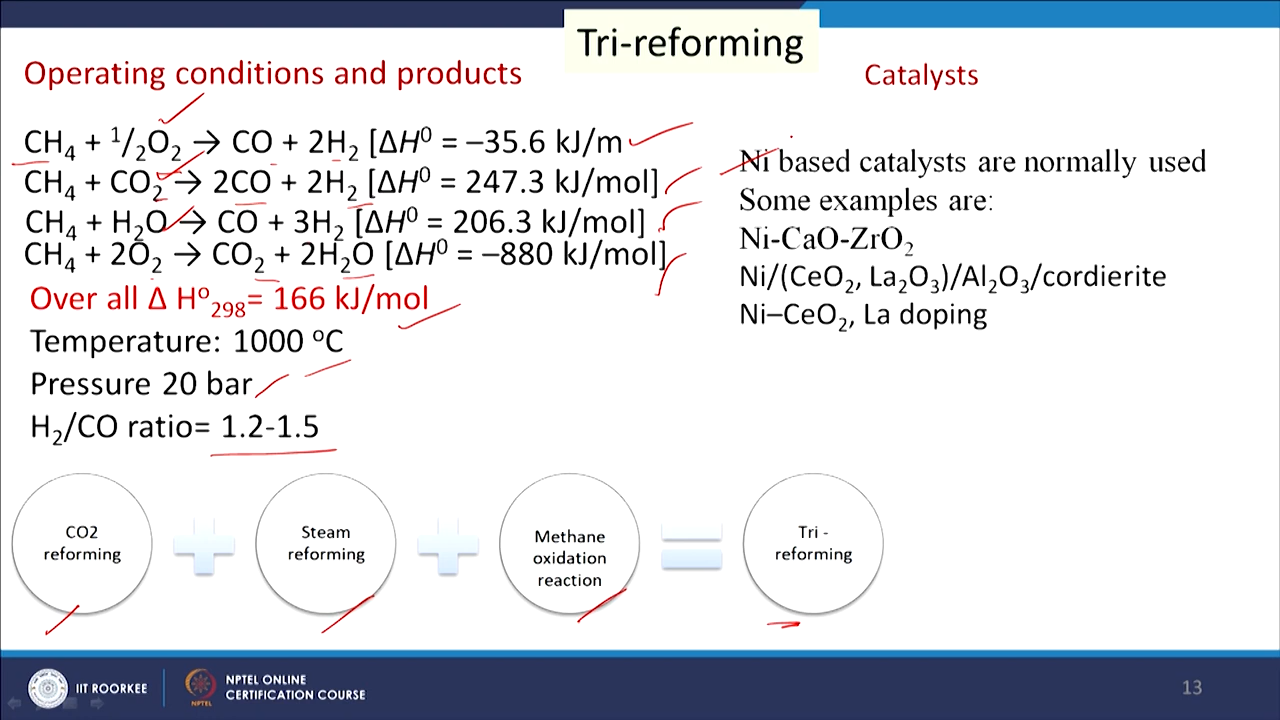 Tri-reforming
Operating conditions and products
CH₄ + ¹/₂O₂ → CO + 2H₂ [ΔH⁰ = –35.6 kJ/m
CH₄ + CO₂ → 2CO + 2H₂ [ΔH⁰ = 247.3 kJ/mol]
CH₄ + H₂O → CO + 3H₂ [ΔH⁰ = 206.3 kJ/mol]
CH₄ + 2O₂ → CO₂ + 2H₂O [ΔH⁰ = –880 kJ/mol]
Over all Δ H°₂₉₈= 166 kJ/mol
Temperature: 1000 °C
Pressure 20 bar
H₂/CO ratio= 1.2-1.5
Catalysts
Ni based catalysts are normally used
Some examples are:
Ni-CaO-ZrO₂
Ni/(CeO₂, La₂O₃)/Al₂O₃/cordierite
Ni–CeO₂, La doping
CO2
reforming
Steam
reforming
Methane
oxidation
reaction
Tri -
reforming
IIT ROORKEE
NPTEL
NPTEL ONLINE
CERTIFICATION COURSE
13